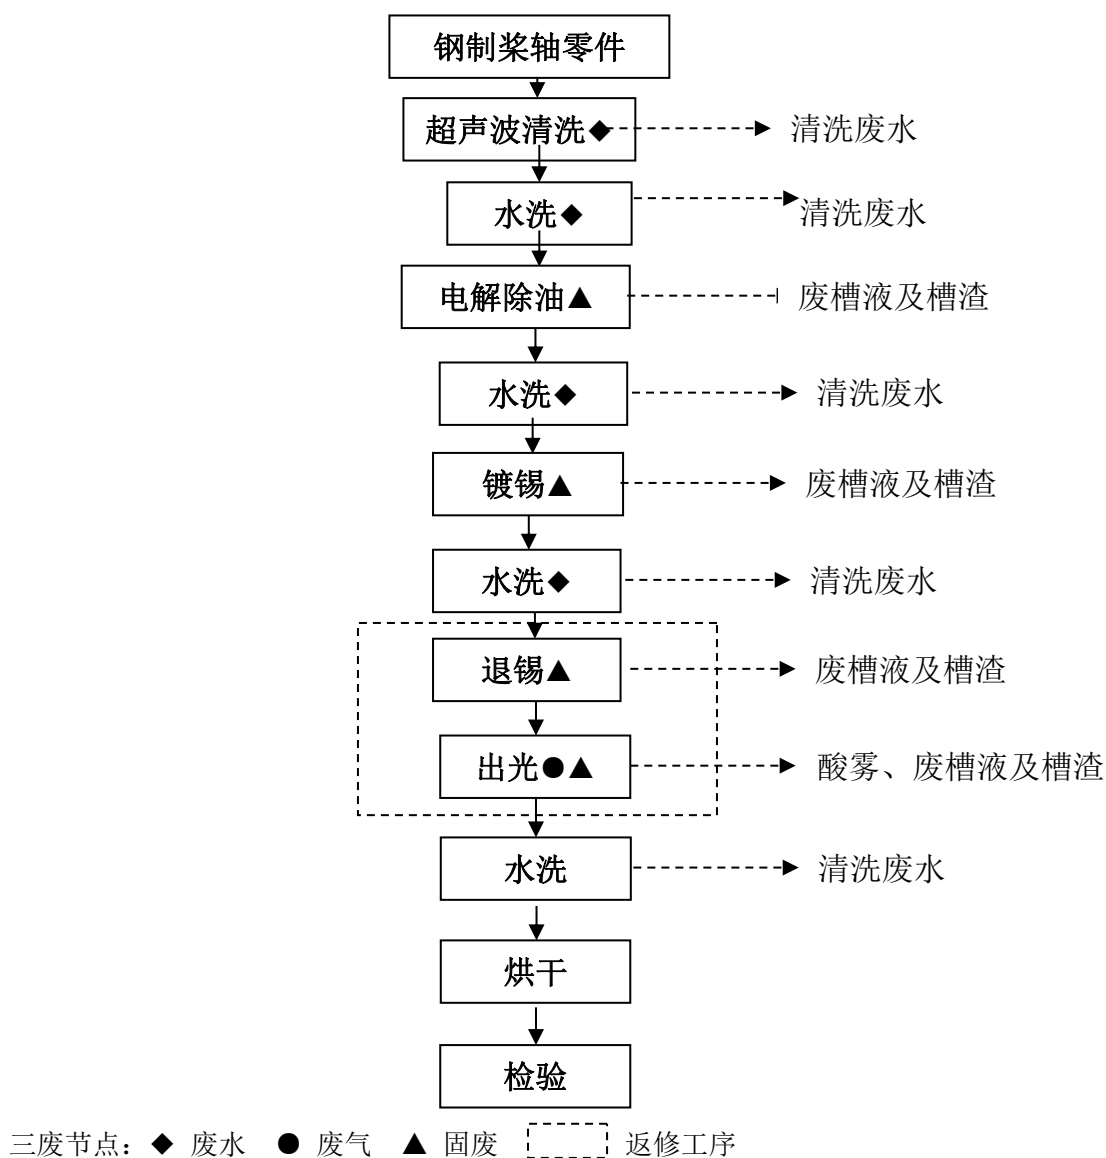 钢制桨轴零件
超声波清洗◆ 清洗废水
水洗◆ 清洗废水
电解除油▲ 废槽液及槽渣
水洗◆ 清洗废水
镀锡▲ 废槽液及槽渣
水洗◆ 清洗废水
退锡▲ 废槽液及槽渣
出光●▲ 酸雾、废槽液及槽渣
水洗 清洗废水
烘干
检验
三废节点：◆ 废水 ● 废气 ▲ 固废 返修工序